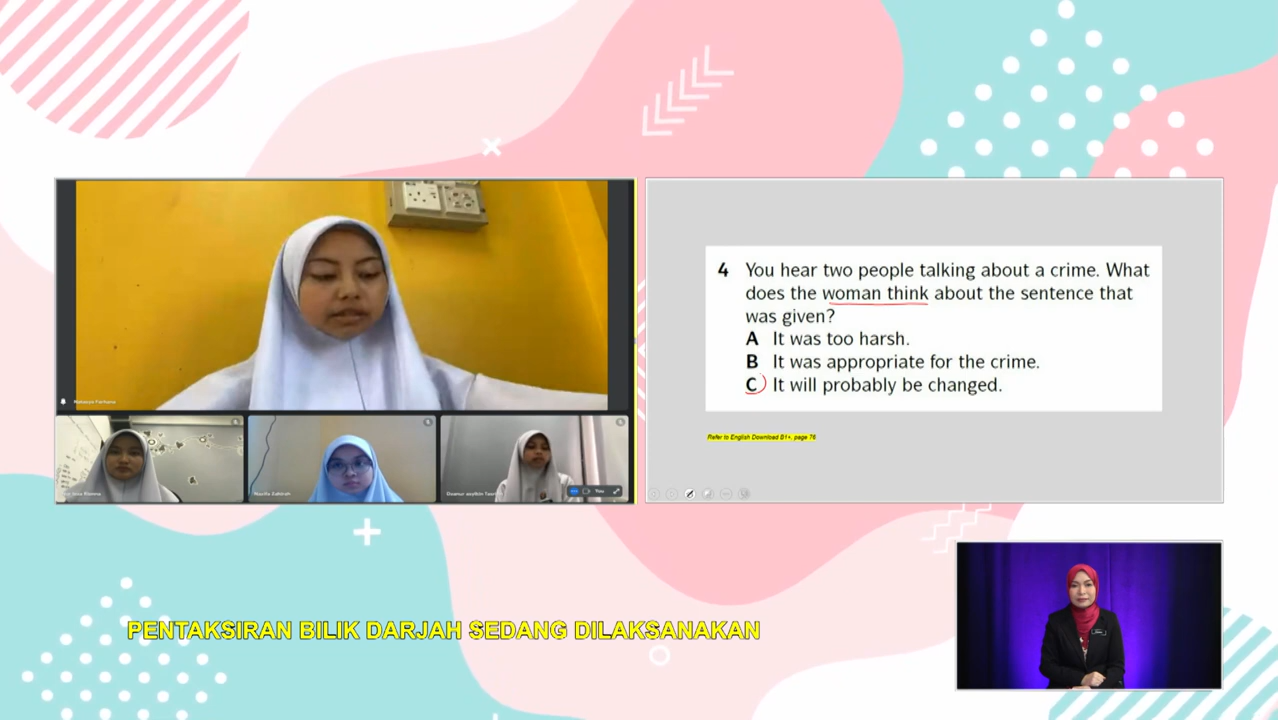 4 You hear two people talking about a crime. What
does the woman think about the sentence that
was given?
A It was too harsh.
B It was appropriate for the crime.
C It will probably be changed.
Refer to English Download B1+, page 76
You
PENTAKSIRAN BILIK DARJAH SEDANG DILAKSANAKAN